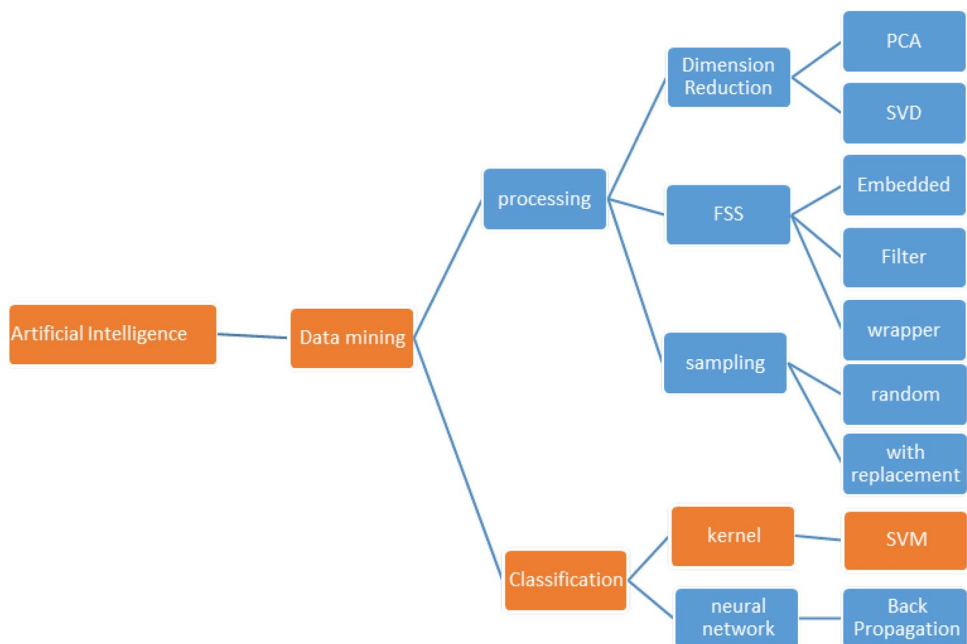 PCA
Dimension
Reduction
SVD
processing
Embedded
FSS
Filter
Artificial Intelligence
Data mining
wrapper
sampling
random
with
replacement
kernel
SVM
Classification
neural
network
Back
Propagation